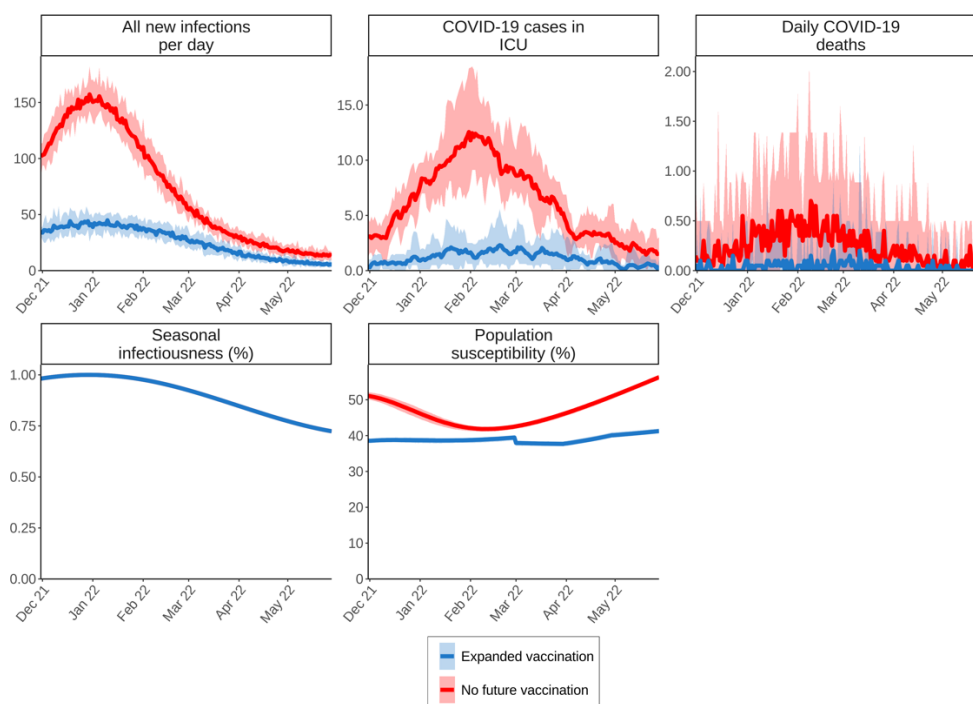 All new infections
per day
COVID-19 cases in
ICU
Daily COVID-19
deaths
150
100
50
0
Dec 21
Jan 22
Feb 22
Mar 22
Apr 22
May 22
15.0
10.0
5.0
0.0
Dec 21
Jan 22
Feb 22
Mar 22
Apr 22
May 22
2.00
1.50
1.00
0.50
0.00
Dec 21
Jan 22
Feb 22
Mar 22
Apr 22
May 22
Seasonal
infectiousness (%)
Population
susceptibility (%)
1.00
0.75
0.50
0.25
0.00
Dec 21
Jan 22
Feb 22
Mar 22
Apr 22
May 22
50
40
30
20
10
0
Dec 21
Jan 22
Feb 22
Mar 22
Apr 22
May 22
Expanded vaccination
No future vaccination